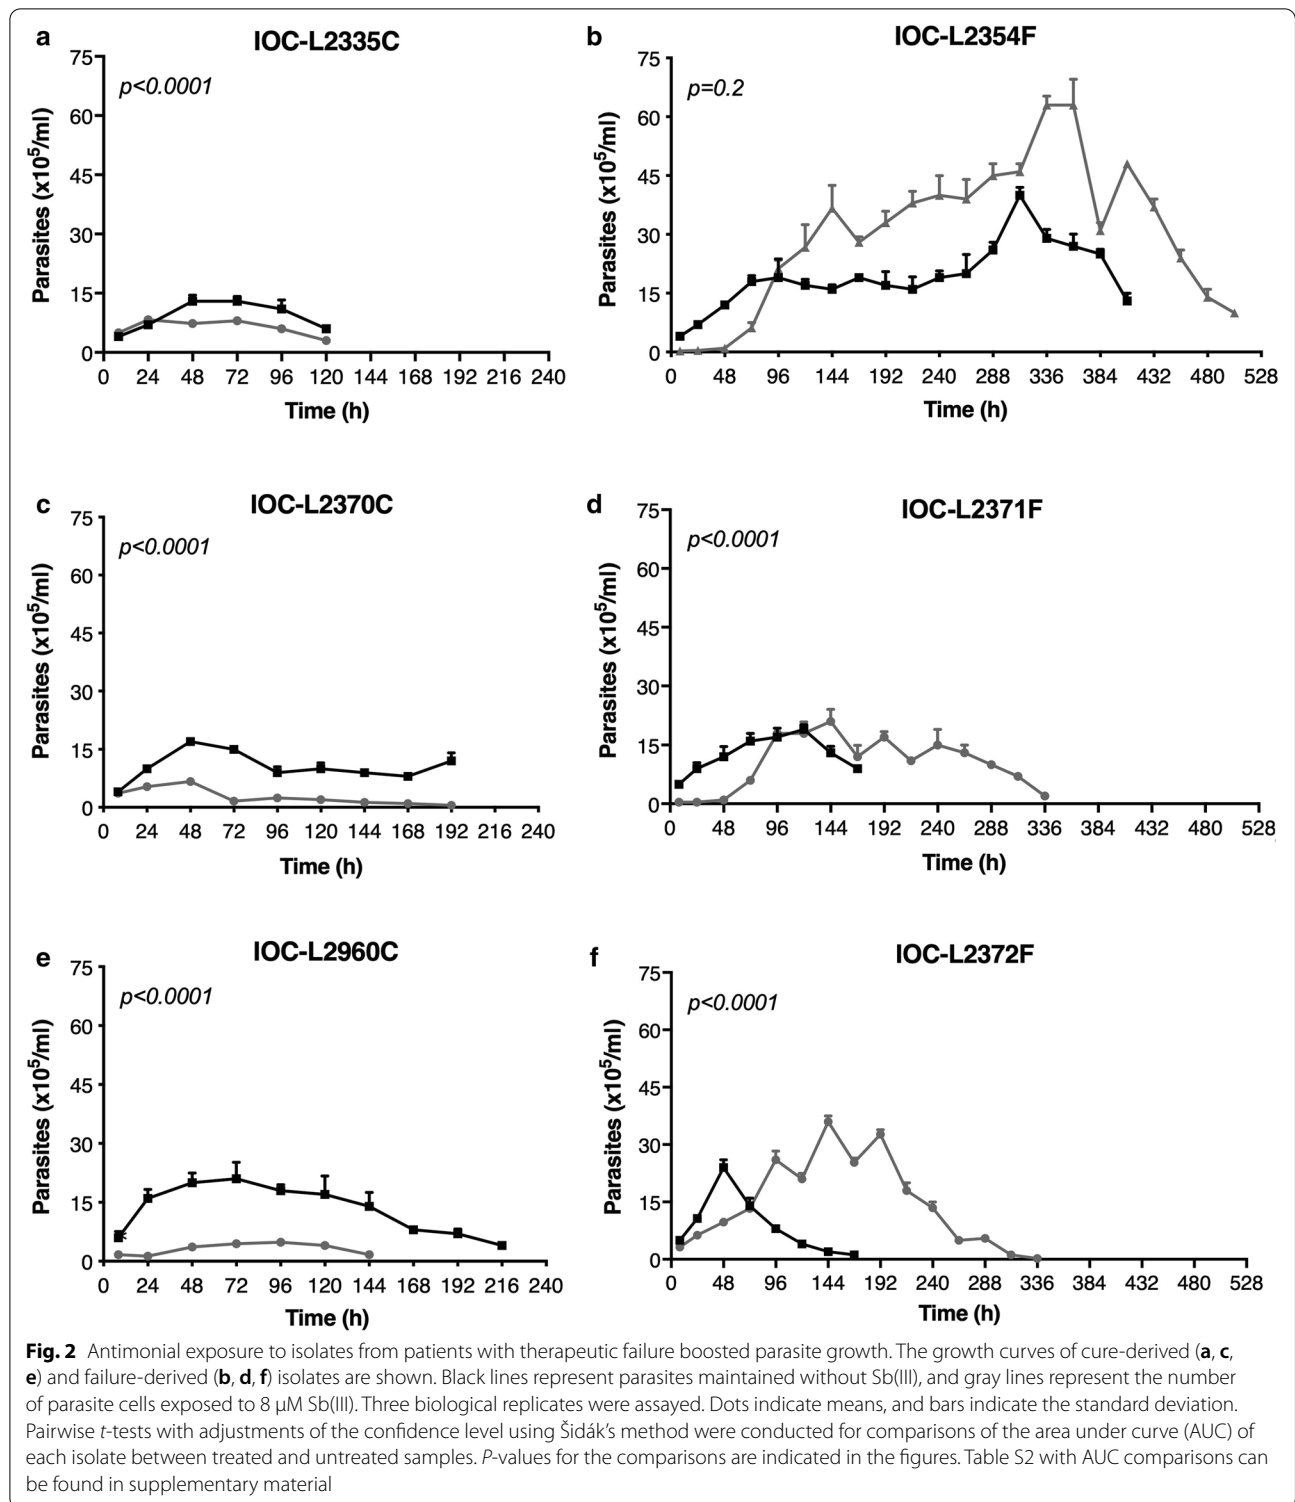 a
IOC-L2335C
p<0.0001
Parasites (x10⁵/ml)
75
60
45
30
15
0
0 24 48 72 96 120 144 168 192 216 240
Time (h)
b
IOC-L2354F
p=0.2
Parasites (x10⁵/ml)
75
60
45
30
15
0
0 48 96 144 192 240 288 336 384 432 480 528
Time (h)
c
IOC-L2370C
p<0.0001
Parasites (x10⁵/ml)
75
60
45
30
15
0
0 24 48 72 96 120 144 168 192 216 240
Time (h)
d
IOC-L2371F
p<0.0001
Parasites (x10⁵/ml)
75
60
45
30
15
0
0 48 96 144 192 240 288 336 384 432 480 528
Time (h)
e
IOC-L2960C
p<0.0001
Parasites (x10⁵/ml)
75
60
45
30
15
0
0 24 48 72 96 120 144 168 192 216 240
Time (h)
f
IOC-L2372F
p<0.0001
Parasites (x10⁵/ml)
75
60
45
30
15
0
0 48 96 144 192 240 288 336 384 432 480 528
Time (h)
Fig. 2 Antimonial exposure to isolates from patients with therapeutic failure boosted parasite growth. The growth curves of cure-derived (a, c,
e) and failure-derived (b, d, f) isolates are shown. Black lines represent parasites maintained without Sb(III), and gray lines represent the number
of parasite cells exposed to 8 μM Sb(III). Three biological replicates were assayed. Dots indicate means, and bars indicate the standard deviation.
Pairwise t-tests with adjustments of the confidence level using Šidák's method were conducted for comparisons of the area under curve (AUC) of
each isolate between treated and untreated samples. P-values for the comparisons are indicated in the figures. Table S2 with AUC comparisons can
be found in supplementary material